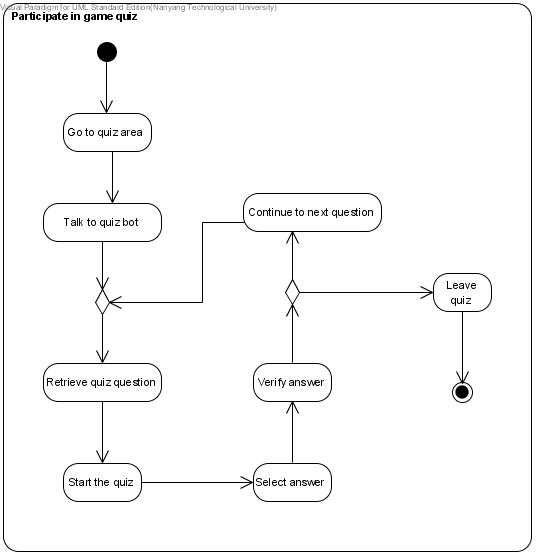 Visual Paradigm for UML Standard Edition(Nanyang Technological University)
Participate in game quiz
Go to quiz area
Talk to quiz bot
Continue to next question
Leave
quiz
Retrieve quiz question
Verify answer
Start the quiz
Select answer